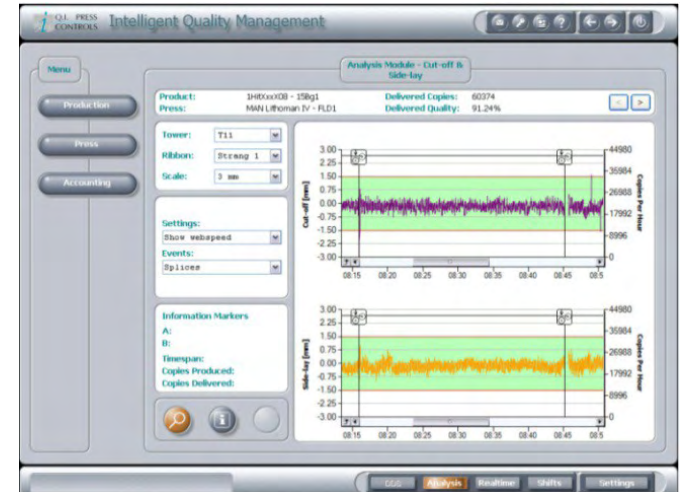 Q.I. PRESS
CONTROLS
Intelligent Quality Management
Menu
Production
Press
Accounting
Analysis Module - Cut-off &
Side-lay
Product: 1HitXxxX08 - 158g1 Delivered Copies: 60374
Press: MAN Lithoman IV - FLD1 Delivered Quality: 91.24%
Tower: T11
Ribbon: Strang 1
Scale: 3 mm
Settings:
Show webspeed
Events:
Splices
Information Markers
A:
B:
Timespan:
Copies Produced:
Copies Delivered:
Cut-off [mm]
3.00
2.25
1.50
0.75
0.00
-0.75
-1.50
-2.25
-3.00
44980
35984
26988
17992
8996
0
Copies Per Hour
08:15 08:20 08:25 08:30 08:35 08:40 08:45 08:5
Side-lay [mm]
3.00
2.25
1.50
0.75
0.00
-0.75
-1.50
-2.25
-3.00
44980
35984
26988
17992
8996
0
Copies Per Hour
08:15 08:20 08:25 08:30 08:35 08:40 08:45 08:5
Analysis
Realtime
Shifts
Settings